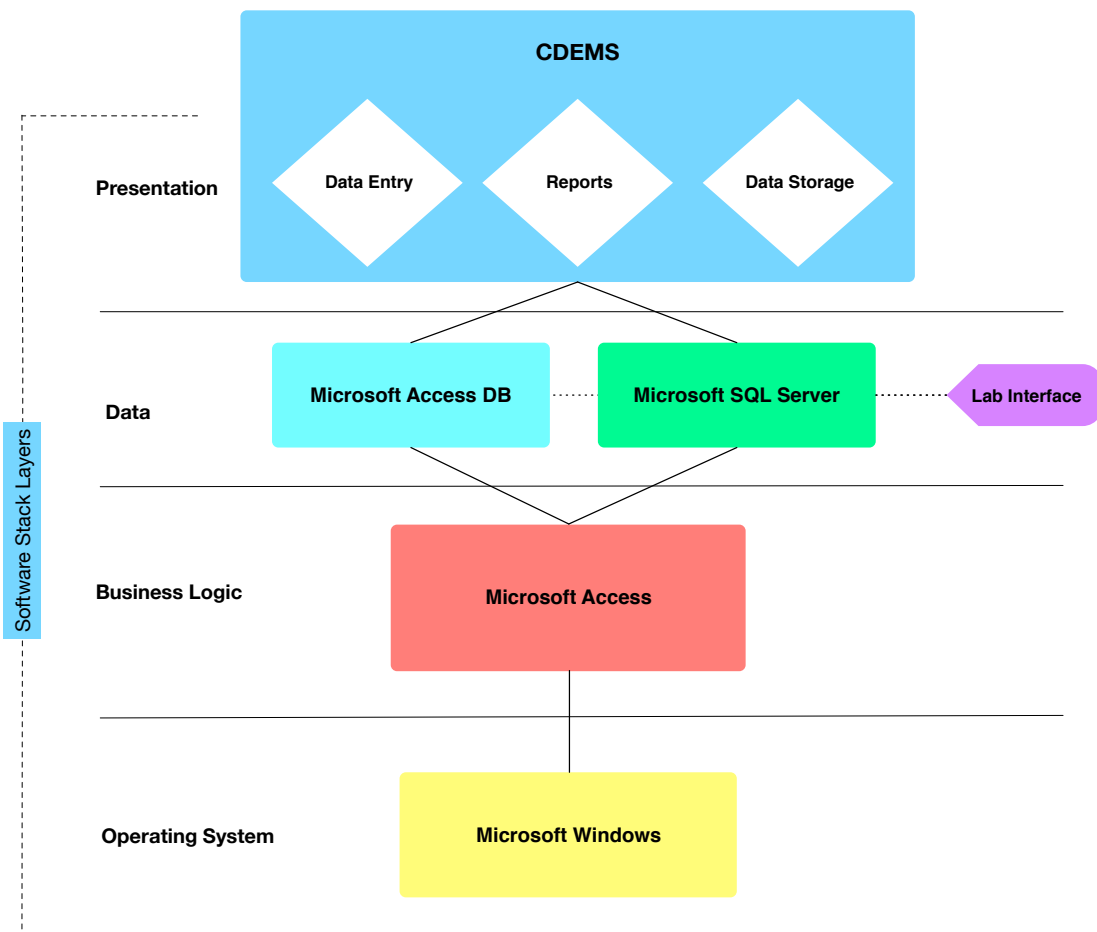 CDEMS
Data Entry
Reports
Data Storage
Presentation
Microsoft Access DB
Microsoft SQL Server
Lab Interface
Data
Software Stack Layers
Business Logic
Microsoft Access
Operating System
Microsoft Windows